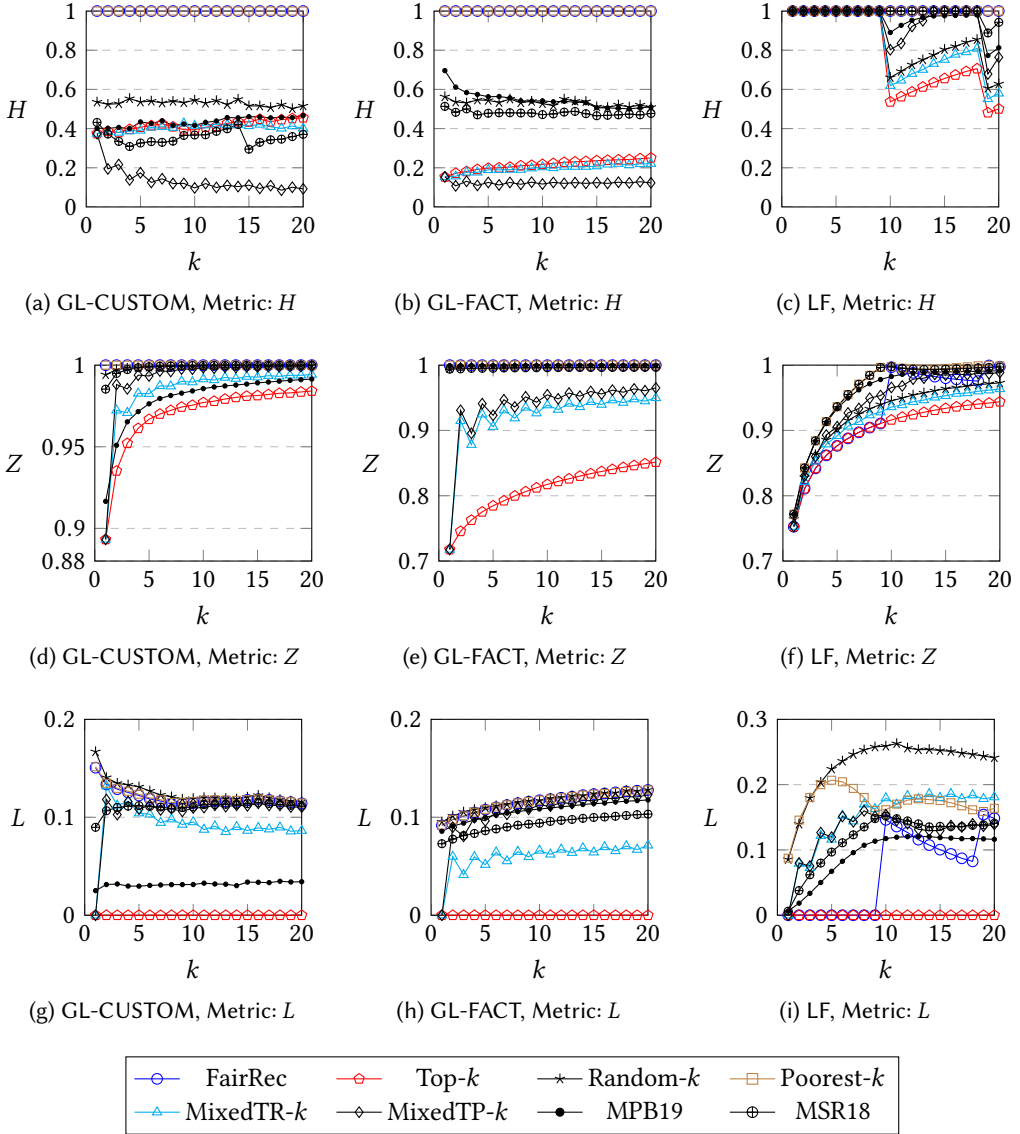 1
0.8
0.6
0.4
0.2
0
H
0 5 10 15 20
k
(a) GL-CUSTOM, Metric: H
1
0.8
0.6
0.4
0.2
0
H
0 5 10 15 20
k
(b) GL-FACT, Metric: H
1
0.8
0.6
0.4
0.2
0
H
0 5 10 15 20
k
(c) LF, Metric: H
1
0.95
0.9
0.88
Z
0 5 10 15 20
k
(d) GL-CUSTOM, Metric: Z
1
0.9
0.8
0.7
Z
0 5 10 15 20
k
(e) GL-FACT, Metric: Z
1
0.9
0.8
0.7
Z
0 5 10 15 20
k
(f) LF, Metric: Z
0.2
0.1
0
L
0 5 10 15 20
k
(g) GL-CUSTOM, Metric: L
0.2
0.1
0
L
0 5 10 15 20
k
(h) GL-FACT, Metric: L
0.3
0.2
0.1
0
L
0 5 10 15 20
k
(i) LF, Metric: L
FairRec Top-k Random-k Poorest-k
MixedTR-k MixedTP-k MPB19 MSR18